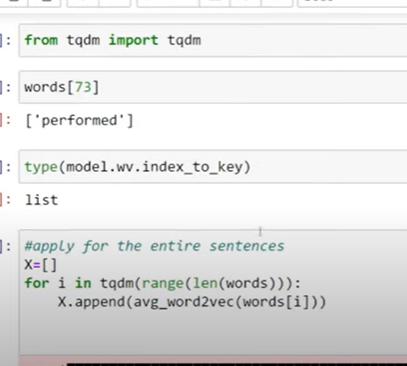 ]: from tqdm import tqdm
]: words[73]
]: ['performed']
]: type(model.wv.index_to_key)
]: list
]: #apply for the entire sentences
X=[]
for i in tqdm(range(len(words))):
    X.append(avg_word2vec(words[i]))